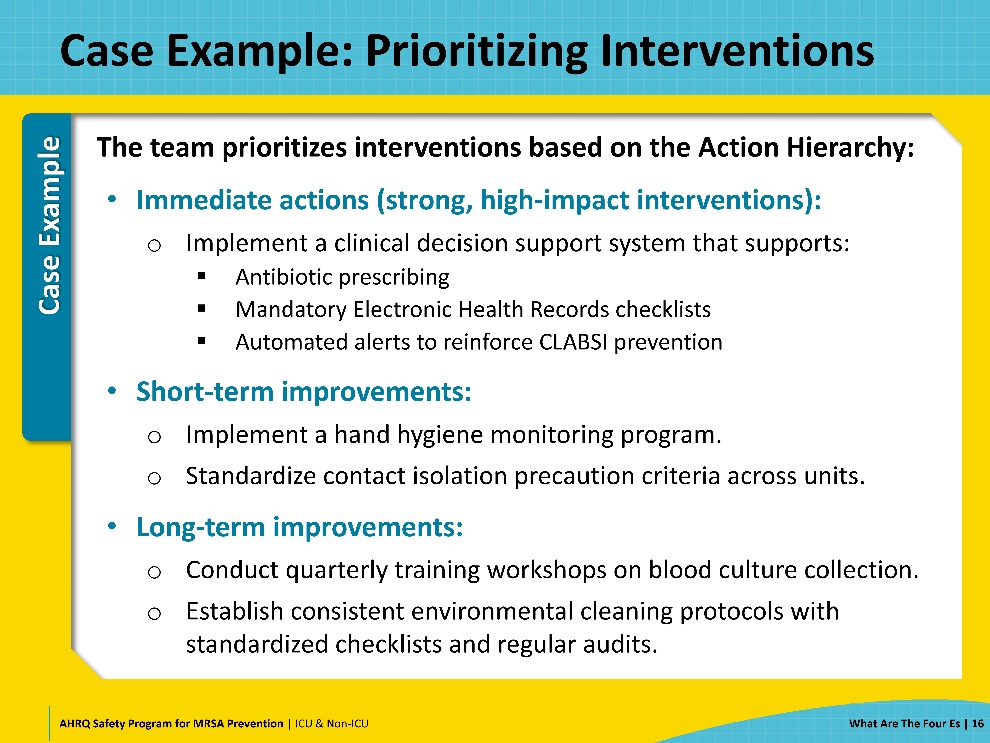 Case Example: Prioritizing Interventions
Case Example
The team prioritizes interventions based on the Action Hierarchy:
• Immediate actions (strong, high-impact interventions):
o Implement a clinical decision support system that supports:
▪ Antibiotic prescribing
▪ Mandatory Electronic Health Records checklists
▪ Automated alerts to reinforce CLABSI prevention
• Short-term improvements:
o Implement a hand hygiene monitoring program.
o Standardize contact isolation precaution criteria across units.
• Long-term improvements:
o Conduct quarterly training workshops on blood culture collection.
o Establish consistent environmental cleaning protocols with
standardized checklists and regular audits.
AHRQ Safety Program for MRSA Prevention | ICU & Non-ICU
What Are The Four Es | 16